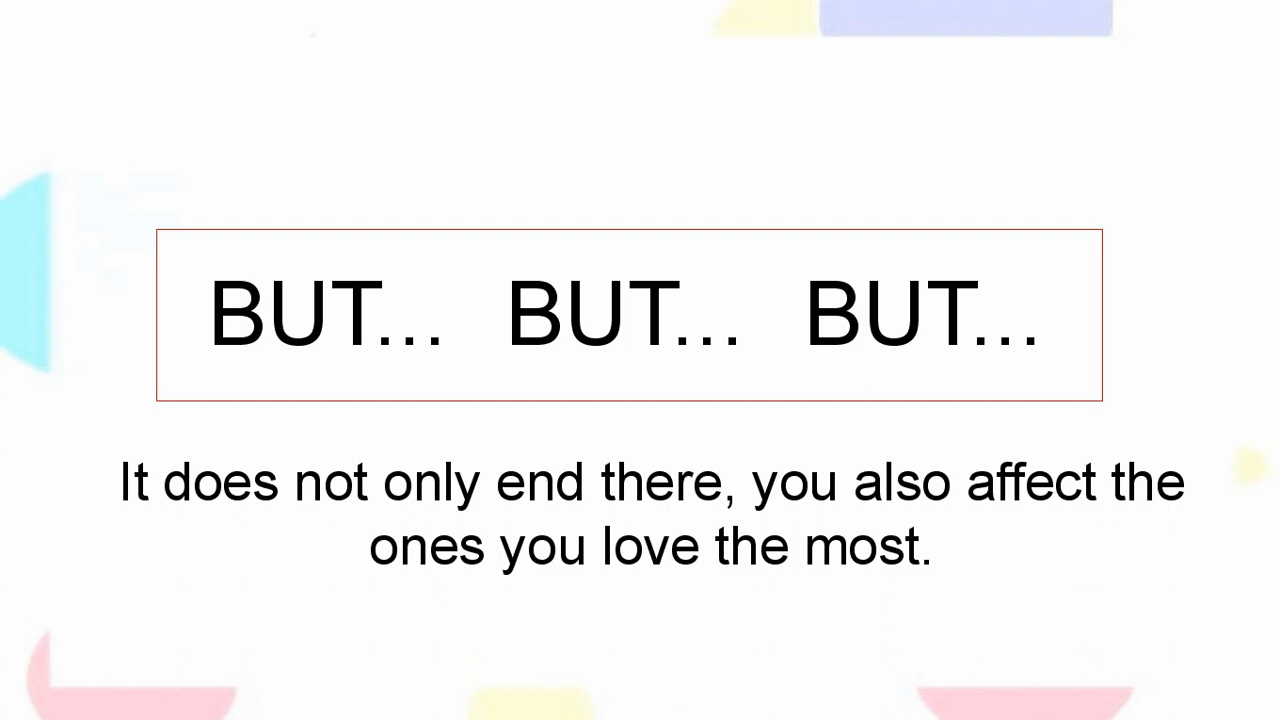 BUT... BUT... BUT...
It does not only end there, you also affect the
ones you love the most.